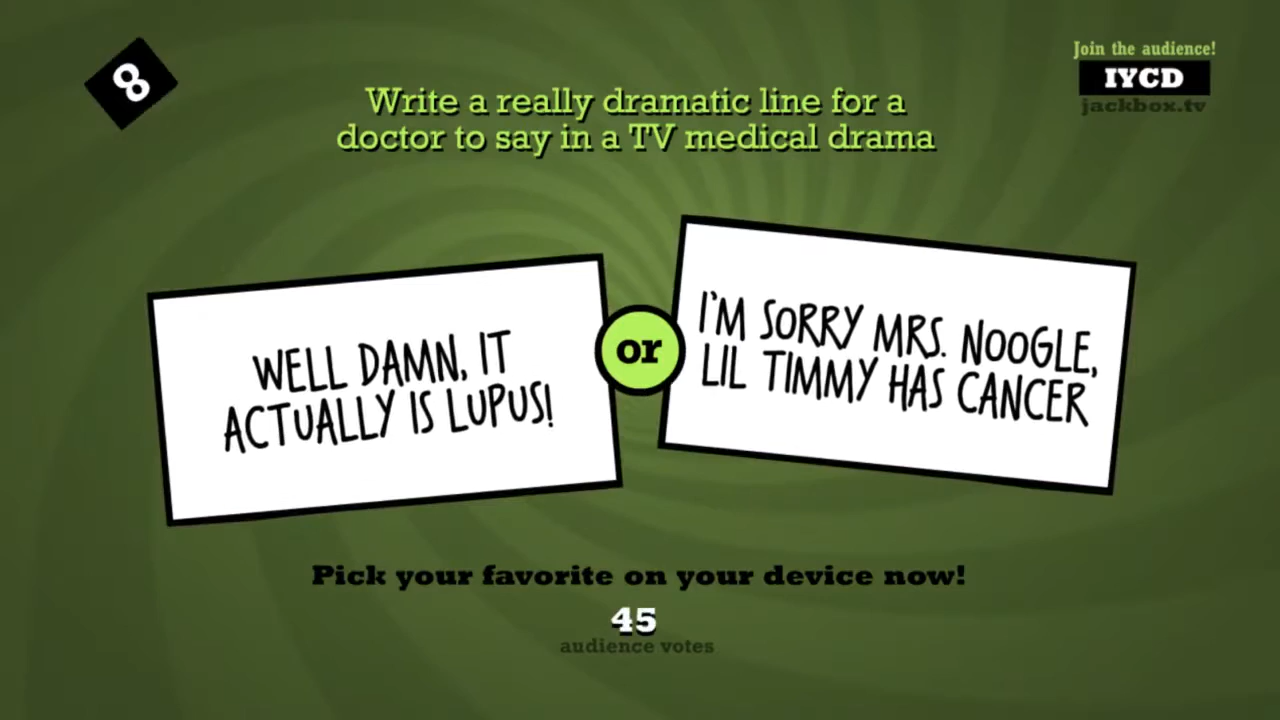 8
Join the audience!
IYCD
jackbox.tv
Write a really dramatic line for a
doctor to say in a TV medical drama
WELL DAMN, IT
ACTUALLY IS LUPUS!
or
I'M SORRY MRS. NOOGLE,
LIL TIMMY HAS CANCER
Pick your favorite on your device now!
45
audience votes